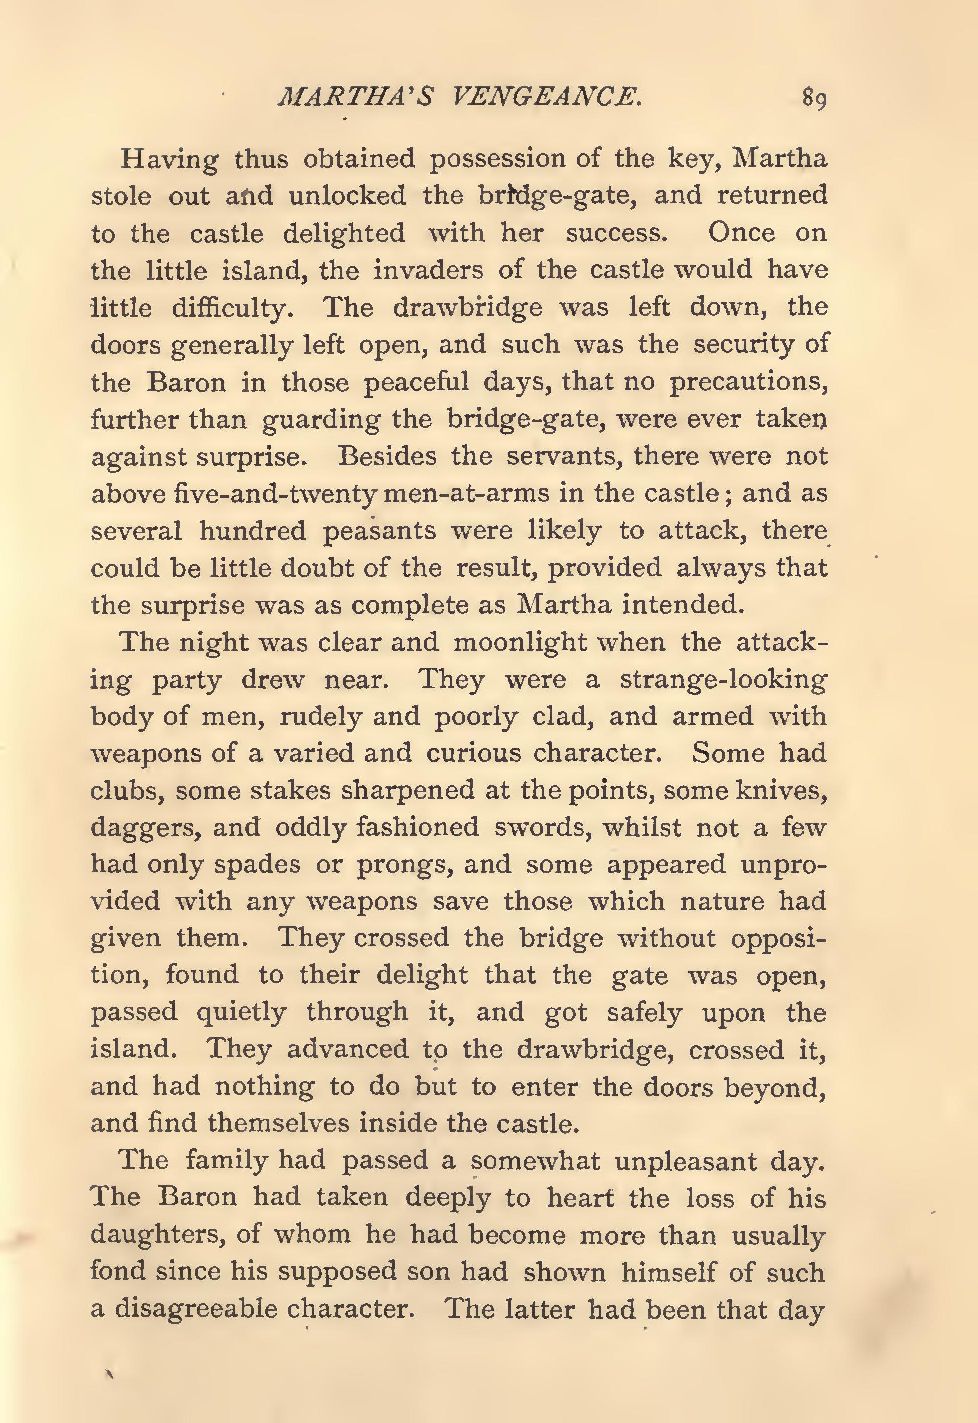 MARTHA'S VENGEANCE. 89
Having thus obtained possession of the key, Martha
stole out and unlocked the bridge-gate, and returned
to the castle delighted with her success. Once on
the little island, the invaders of the castle would have
little difficulty. The drawbridge was left down, the
doors generally left open, and such was the security of
the Baron in those peaceful days, that no precautions,
further than guarding the bridge-gate, were ever taken
against surprise. Besides the servants, there were not
above five-and-twenty men-at-arms in the castle; and as
several hundred peasants were likely to attack, there
could be little doubt of the result, provided always that
the surprise was as complete as Martha intended.
The night was clear and moonlight when the attack-
ing party drew near. They were a strange-looking
body of men, rudely and poorly clad, and armed with
weapons of a varied and curious character. Some had
clubs, some stakes sharpened at the points, some knives,
daggers, and oddly fashioned swords, whilst not a few
had only spades or prongs, and some appeared unpro-
vided with any weapons save those which nature had
given them. They crossed the bridge without opposi-
tion, found to their delight that the gate was open,
passed quietly through it, and got safely upon the
island. They advanced to the drawbridge, crossed it,
and had nothing to do but to enter the doors beyond,
and find themselves inside the castle.
The family had passed a somewhat unpleasant day.
The Baron had taken deeply to heart the loss of his
daughters, of whom he had become more than usually
fond since his supposed son had shown himself of such
a disagreeable character. The latter had been that day